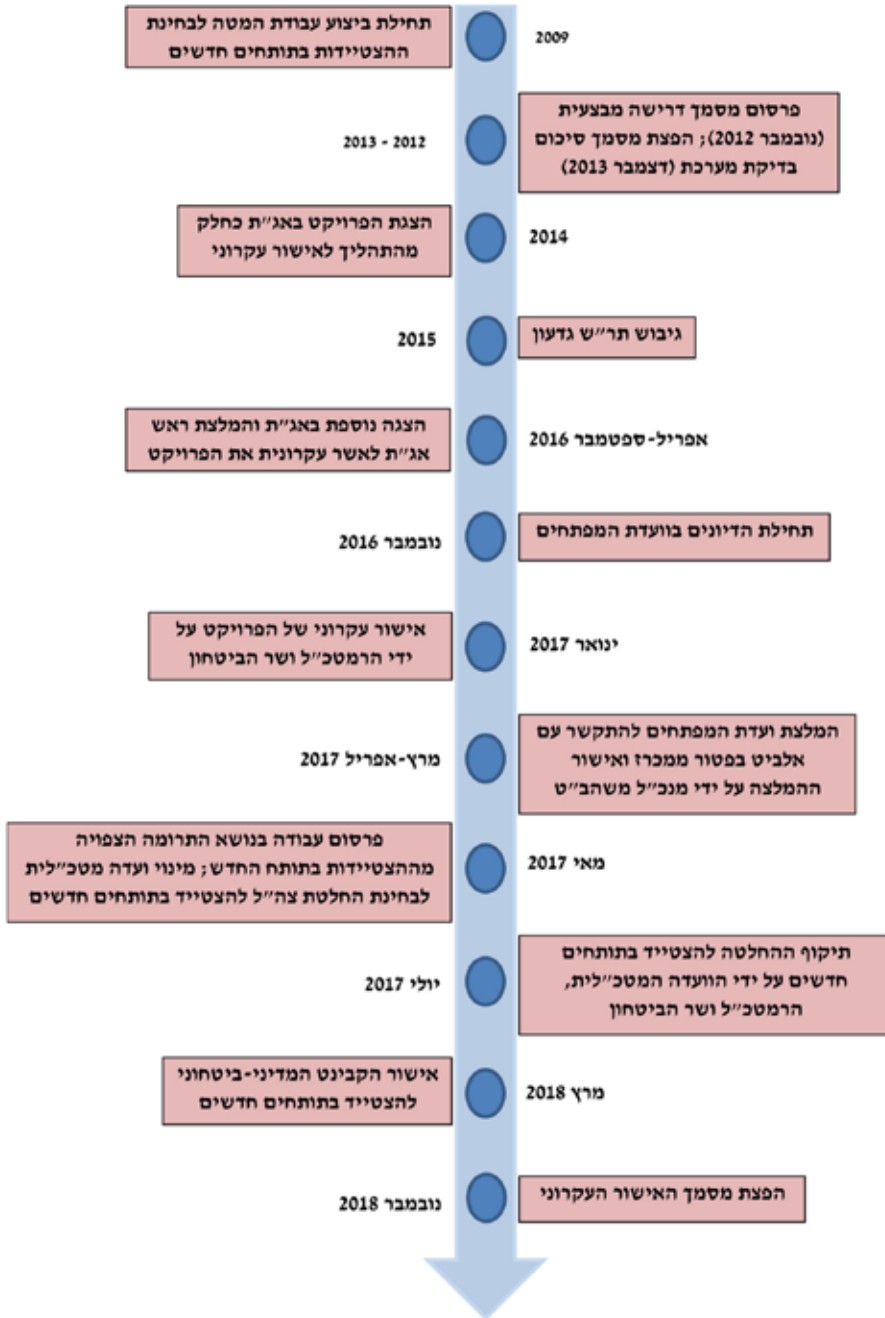 תחילת ביצוע עבודת המטה לבחינת
ההצטיידות בתותחים חדשים
2009
פרסום מסמך דרישה מבצעית
(נובמבר 2012); הפצת מסמך סיכום
בדיקת מערכת (דצמבר 2013)
2012 - 2013
הצגת הפרויקט באג״ת כחלק
מהתהליך לאישור עקרוני
2014
גיבוש תר״ש גדעון
2015
הצגה נוספת באג״ת והמלצת ראש
אג״ת לאשר עקרונית את הפרויקט
אפריל-ספטמבר 2016
תחילת הדיונים בוועדת המפתחים
נובמבר 2016
אישור עקרוני של הפרויקט על
ידי הרמטכ״ל ושר הביטחון
ינואר 2017
המלצת ועדת המפתחים להתקשר עם
אלביט בפטור ממכרז ואישור
ההמלצה על ידי מנכ״ל משהב״ט
מרץ-אפריל 2017
פרסום עבודה בנושא התרומה הצפויה
מההצטיידות בתותח החדש; מינוי ועדה מטכ״לית
לבחינת החלטת צה״ל להצטייד בתותחים חדשים
מאי 2017
תיקוף ההחלטה להצטייד בתותחים
חדשים על ידי הוועדה המטכ״לית,
הרמטכ״ל ושר הביטחון
יולי 2017
אישור הקבינט המדיני-ביטחוני
להצטייד בתותחים חדשים
מרץ 2018
הפצת מסמך האישור העקרוני
נובמבר 2018